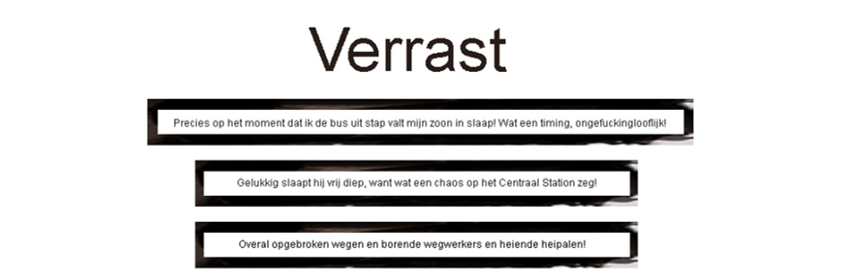 Verrast
Precies op het moment dat ik de bus uit stap valt mijn zoon in slaap! Wat een timing, ongefuckinglooflijk!
Gelukkig slaapt hij vrij diep, want wat een chaos op het Centraal Station zeg!
Overal opgebroken wegen en borende wegwerkers en heiende heipalen!